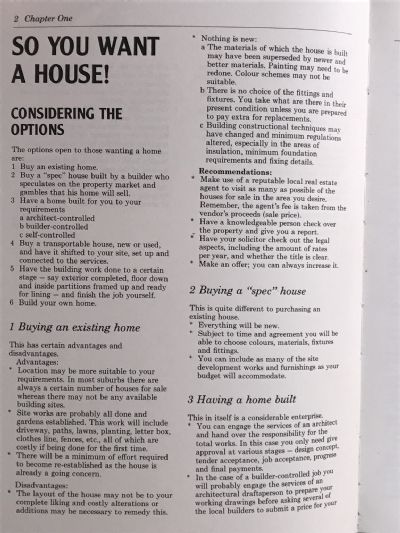 2 Chapter One
SO YOU WANT
A HOUSE!
CONSIDERING THE
OPTIONS
The options open to those wanting a home
are:
1 Buy an existing home.
2 Buy a “spec” house built by a builder who
speculates on the property market and
gambles that his home will sell.
3 Have a home built for you to your
requirements
a architect-controlled
b builder-controlled
c self-controlled
4 Buy a transportable house, new or used,
and have it shifted to your site, set up and
connected to the services.
5 Have the building work done to a certain
stage — say exterior completed, floor down
and inside partitions framed up and ready
for lining — and finish the job yourself.
6 Build your own home.
1 Buying an existing home
This has certain advantages and
disadvantages.
Advantages:
* Location may be more suitable to your
requirements. In most suburbs there are
always a certain number of houses for sale
whereas there may not be any available
building sites.
* Site works are probably all done and
gardens established. This work will include
driveway, paths, lawns, planting, letter box,
clothes line, fences, etc., all of which are
costly if being done for the first time.
* There will be a minimum of effort required
to become re-established as the house is
already a going concern.
Disadvantages:
* The layout of the house may not be to your
complete liking and costly alterations or
additions may be necessary to remedy this.
* Nothing is new:
a The materials of which the house is built
may have been superseded by newer and
better materials. Painting may need to be
redone. Colour schemes may not be
suitable.
b There is no choice of the fittings and
fixtures. You take what are there in their
present condition unless you are prepared
to pay extra for replacements.
c Building constructional techniques may
have changed and minimum regulations
altered, especially in the areas of
insulation, minimum foundation
requirements and fixing details.
Recommendations:
* Make use of a reputable local real estate
agent to visit as many as possible of the
houses for sale in the area you desire.
Remember, the agent's fee is taken from the
vendor's proceeds (sale price).
* Have a knowledgeable person check over
the property and give you a report.
* Have your solicitor check out the legal
aspects, including the amount of rates
per year, and whether the title is clear.
* Make an offer; you can always increase it.
2 Buying a “spec” house
This is quite different to purchasing an
existing house.
* Everything will be new.
* Subject to time and agreement you will be
able to choose colours, materials, fixtures
and fittings.
* You can include as many of the site
development works and furnishings as your
budget will accommodate.
3 Having a home built
This in itself is a considerable enterprise.
* You can engage the services of an architect
and hand over the responsibility for the
total works. In this case you only need give
approval at various stages — design concept,
tender acceptance, job acceptance, progress
and final payments.
* In the case of a builder-controlled job you
will probably engage the services of an
architectural draftsperson to prepare your
working drawings before asking several of
the local builders to submit a price for your